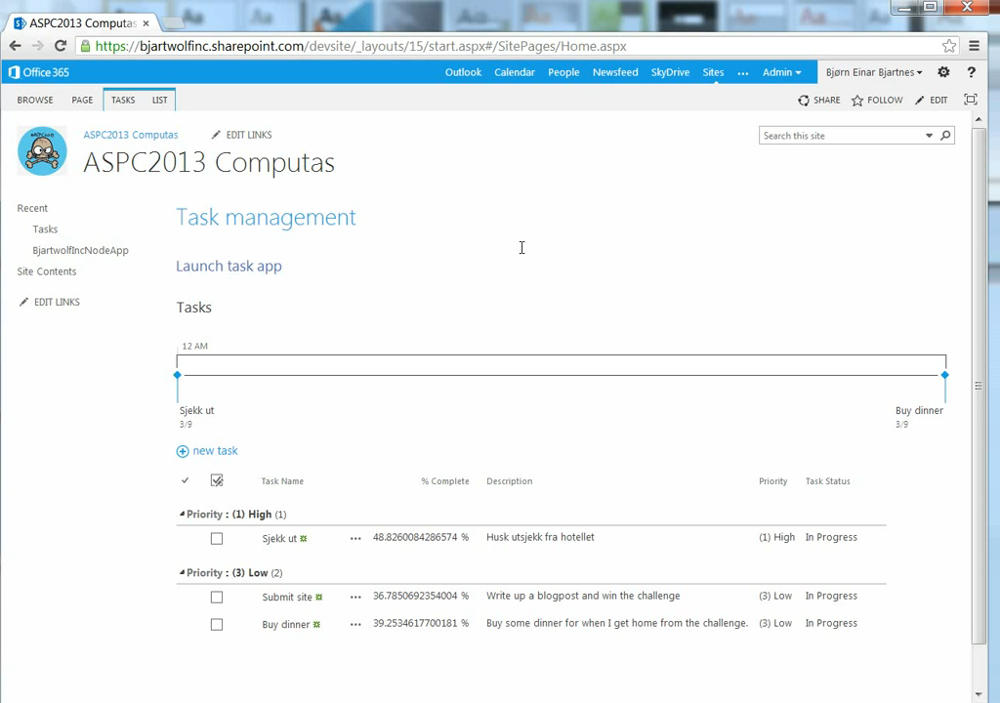 ASPC2013 Computas
https://bjartwolfinc.sharepoint.com/devsite/_layouts/15/start.aspx#/SitePages/Home.aspx
Office 365 Outlook Calendar People Newsfeed SkyDrive Sites ... Admin Bjørn Einar Bjartnes ?
BROWSE PAGE TASKS LIST SHARE FOLLOW EDIT
ASPC2013 Computas EDIT LINKS Search this site
ASPC2013 Computas
Recent
Tasks
BjartwolfIncNodeApp
Site Contents
EDIT LINKS
Task management
Launch task app
Tasks
12 AM
Sjekk ut Buy dinner
3/9 3/9
new task
Task Name % Complete Description Priority Task Status
Priority : (1) High (1)
Sjekk ut ... 48.8260084286574 % Husk utsjekk fra hotellet (1) High In Progress
Priority : (3) Low (2)
Submit site ... 36.7850692354004 % Write up a blogpost and win the challenge (3) Low In Progress
Buy dinner ... 39.2534617700181 % Buy some dinner for when I get home from the challenge. (3) Low In Progress